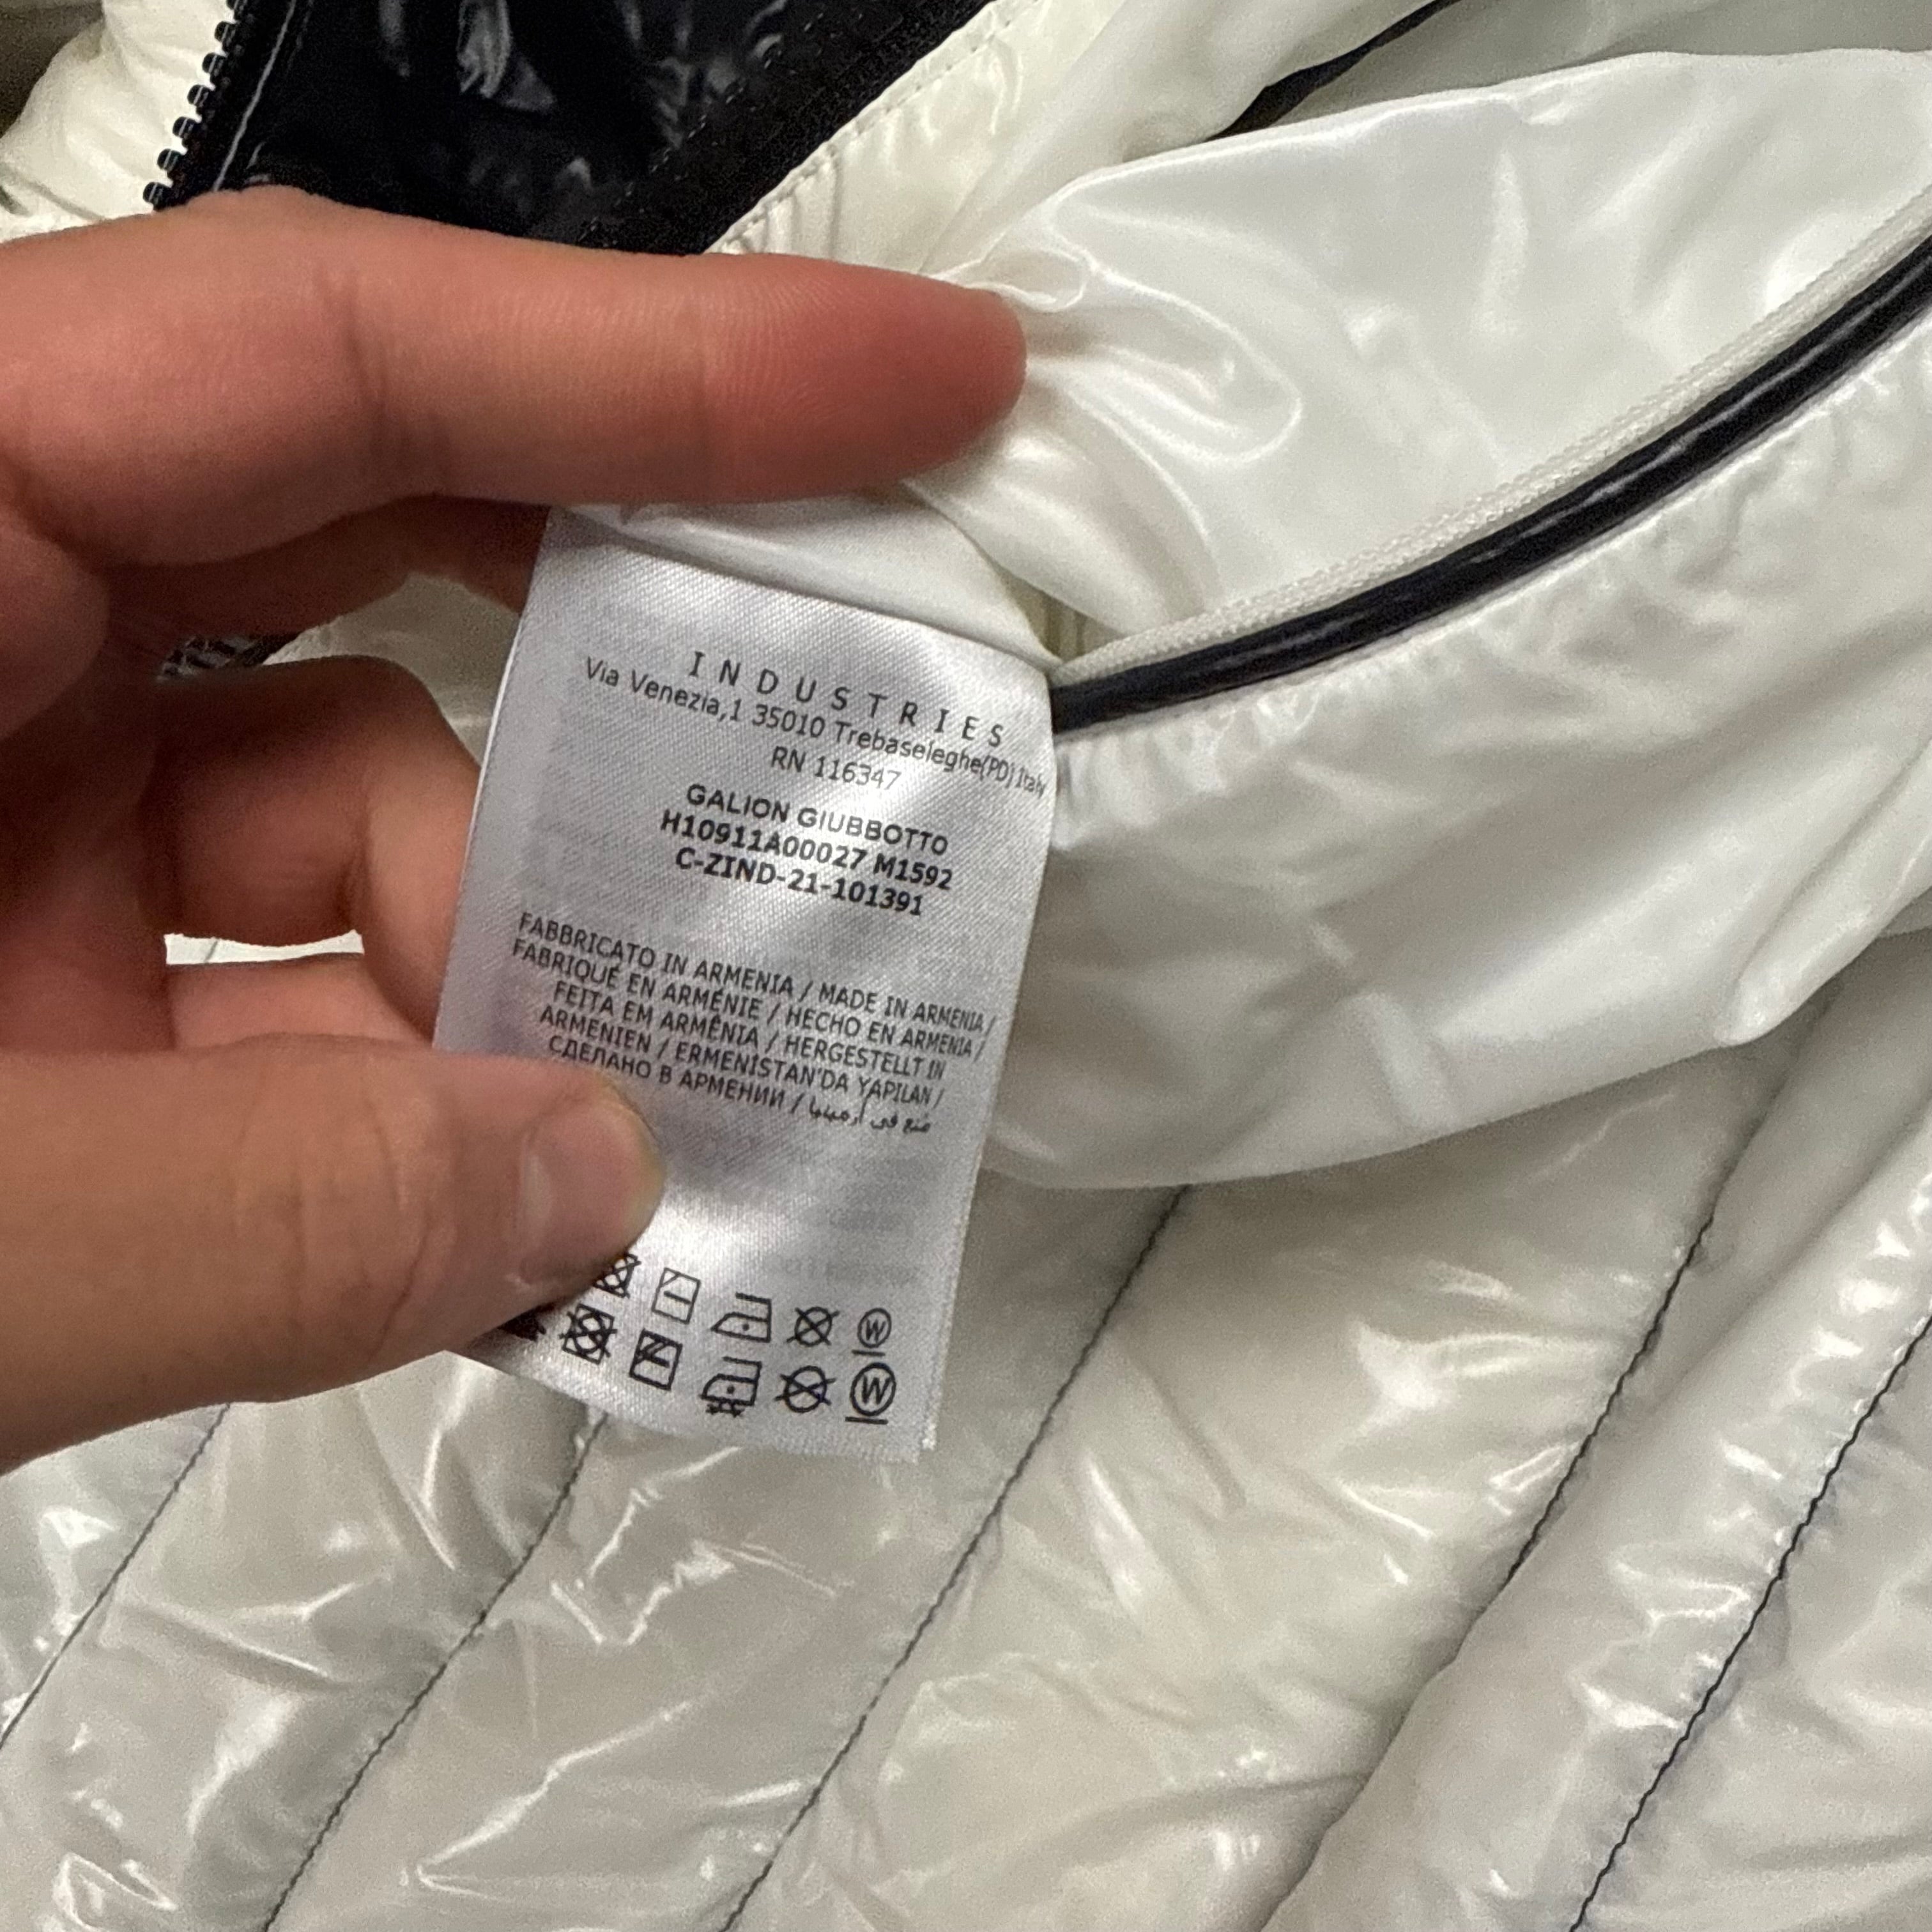 INDUSTRIES
Via Venezia,1 35010 Trebaseleghe(PD) Italy
RN 116347
GALION GIUBBOTTO
H10911A00027 M1592
C-ZIND-21-101391
FABBRICATO IN ARMENIA / MADE IN ARMENIA /
FABRIQUÉ EN ARMÉNIE / HECHO EN ARMENIA /
FEITA EM ARMÊNIA / HERGESTELLT IN
ARMENIEN / ERMENİSTAN'DA YAPILAN /
СДЕЛАНО В АРМЕНИИ / صنع في أرمينيا
W
W